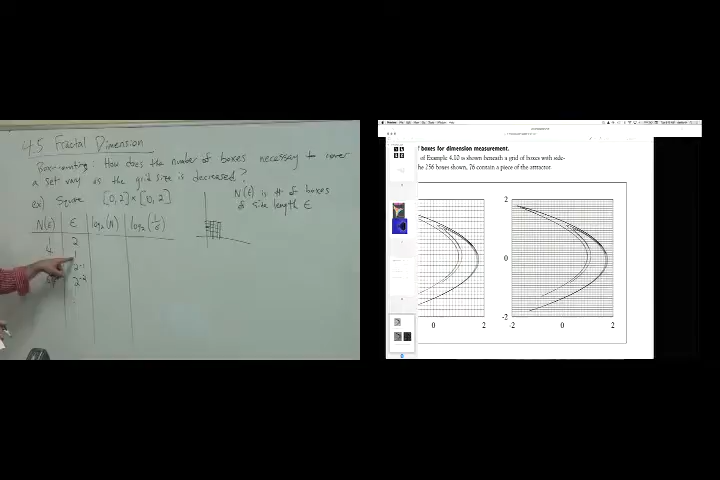 4.5 Fractal Dimension
Box-counting: How does the number of boxes necessary to cover
a set vary as the grid size is decreased?
ex) Square [0,2] × [0,2]
N(ε) is # of boxes
of side length ε
N(ε) ε log₂(N) log₂(1/ε)
4 2
1
2⁻¹
2⁻²
boxes for dimension measurement.
of Example 4.10 is shown beneath a grid of boxes with side-
he 256 boxes shown, 76 contain a piece of the attractor.
2
0
-2
0 2 -2 0 2